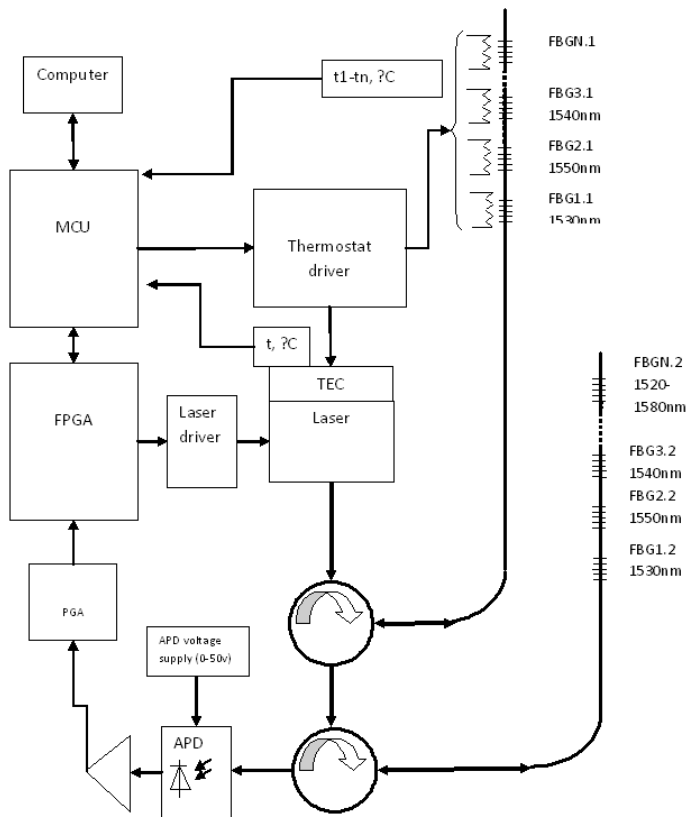 Computer
t1-tn, ?C
FBGN.1
FBG3.1
1540nm
FBG2.1
1550nm
FBG1.1
1530nm
MCU
Thermostat
driver
t, ?C
TEC
Laser
FPGA
Laser
driver
FBGN.2
1520-
1580nm
FBG3.2
1540nm
FBG2.2
1550nm
FBG1.2
1530nm
PGA
APD voltage
supply (0-50v)
APD